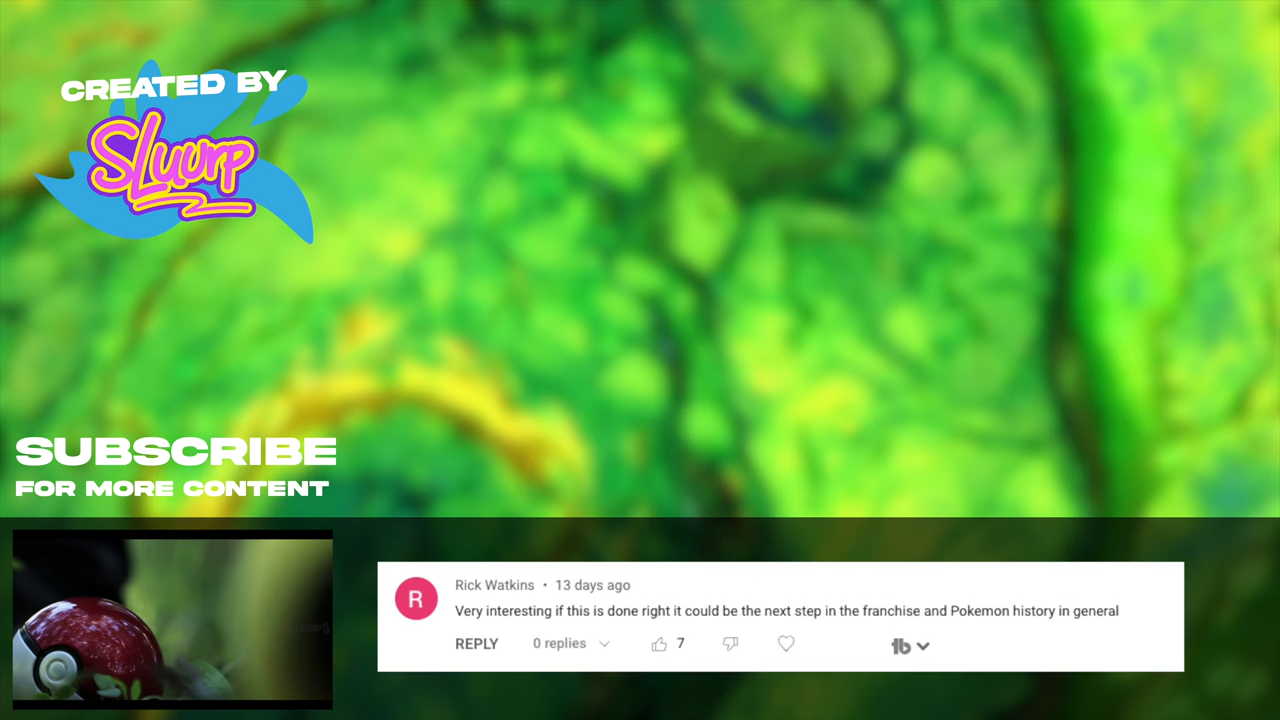 CREATED BY
SLuurp
SUBSCRIBE
FOR MORE CONTENT
R
Rick Watkins • 13 days ago
Very interesting if this is done right it could be the next step in the franchise and Pokemon history in general
REPLY 0 replies 7
tb